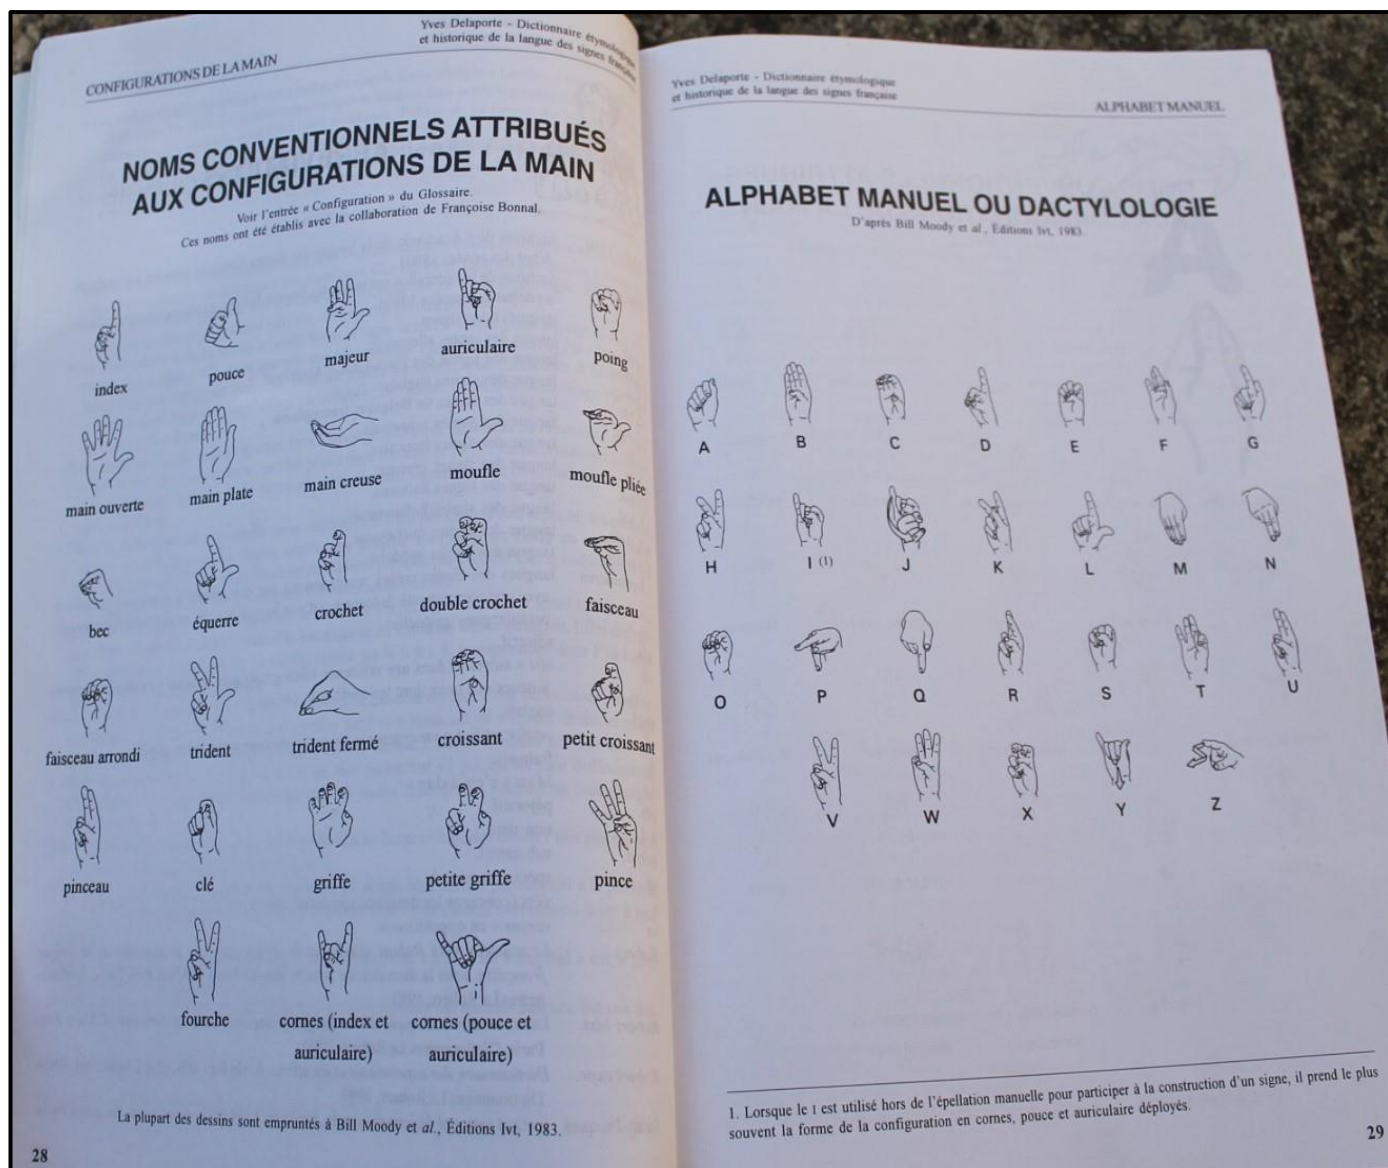 CONFIGURATIONS DE LA MAIN
Yves Delaporte - Dictionnaire étymologique
et historique de la langue des signes française
NOMS CONVENTIONNELS ATTRIBUÉS
AUX CONFIGURATIONS DE LA MAIN
Voir l'entrée « Configuration » du Glossaire.
Ces noms ont été établis avec la collaboration de Françoise Bonnal.
index pouce majeur auriculaire poing
main ouverte main plate main creuse moufle moufle pliée
bec équerre crochet double crochet faisceau
faisceau arrondi trident trident fermé croissant petit croissant
pinceau clé griffe petite griffe pince
fourche cornes (index et auriculaire) cornes (pouce et auriculaire)
La plupart des dessins sont empruntés à Bill Moody et al., Éditions Ivt, 1983.
28
Yves Delaporte - Dictionnaire étymologique
et historique de la langue des signes française
ALPHABET MANUEL
ALPHABET MANUEL OU DACTYLOLOGIE
D'après Bill Moody et al., Éditions Ivt, 1983.
A B C D E F G
H I (1) J K L M N
O P Q R S T U
V W X Y Z
1. Lorsque le I est utilisé hors de l'épellation manuelle pour participer à la construction d'un signe, il prend le plus
souvent la forme de la configuration en cornes, pouce et auriculaire déployés.
29